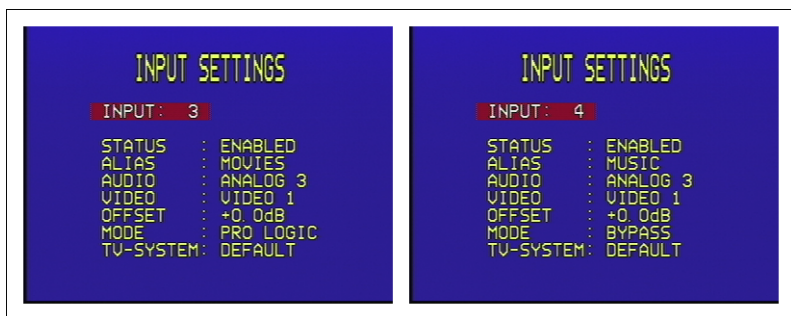 INPUT SETTINGS
INPUT: 3
STATUS : ENABLED
ALIAS : MOVIES
AUDIO : ANALOG 3
VIDEO : VIDEO 1
OFFSET : +0.0dB
MODE : PRO LOGIC
TV-SYSTEM: DEFAULT
INPUT SETTINGS
INPUT: 4
STATUS : ENABLED
ALIAS : MUSIC
AUDIO : ANALOG 3
VIDEO : VIDEO 1
OFFSET : +0.0dB
MODE : BYPASS
TV-SYSTEM: DEFAULT